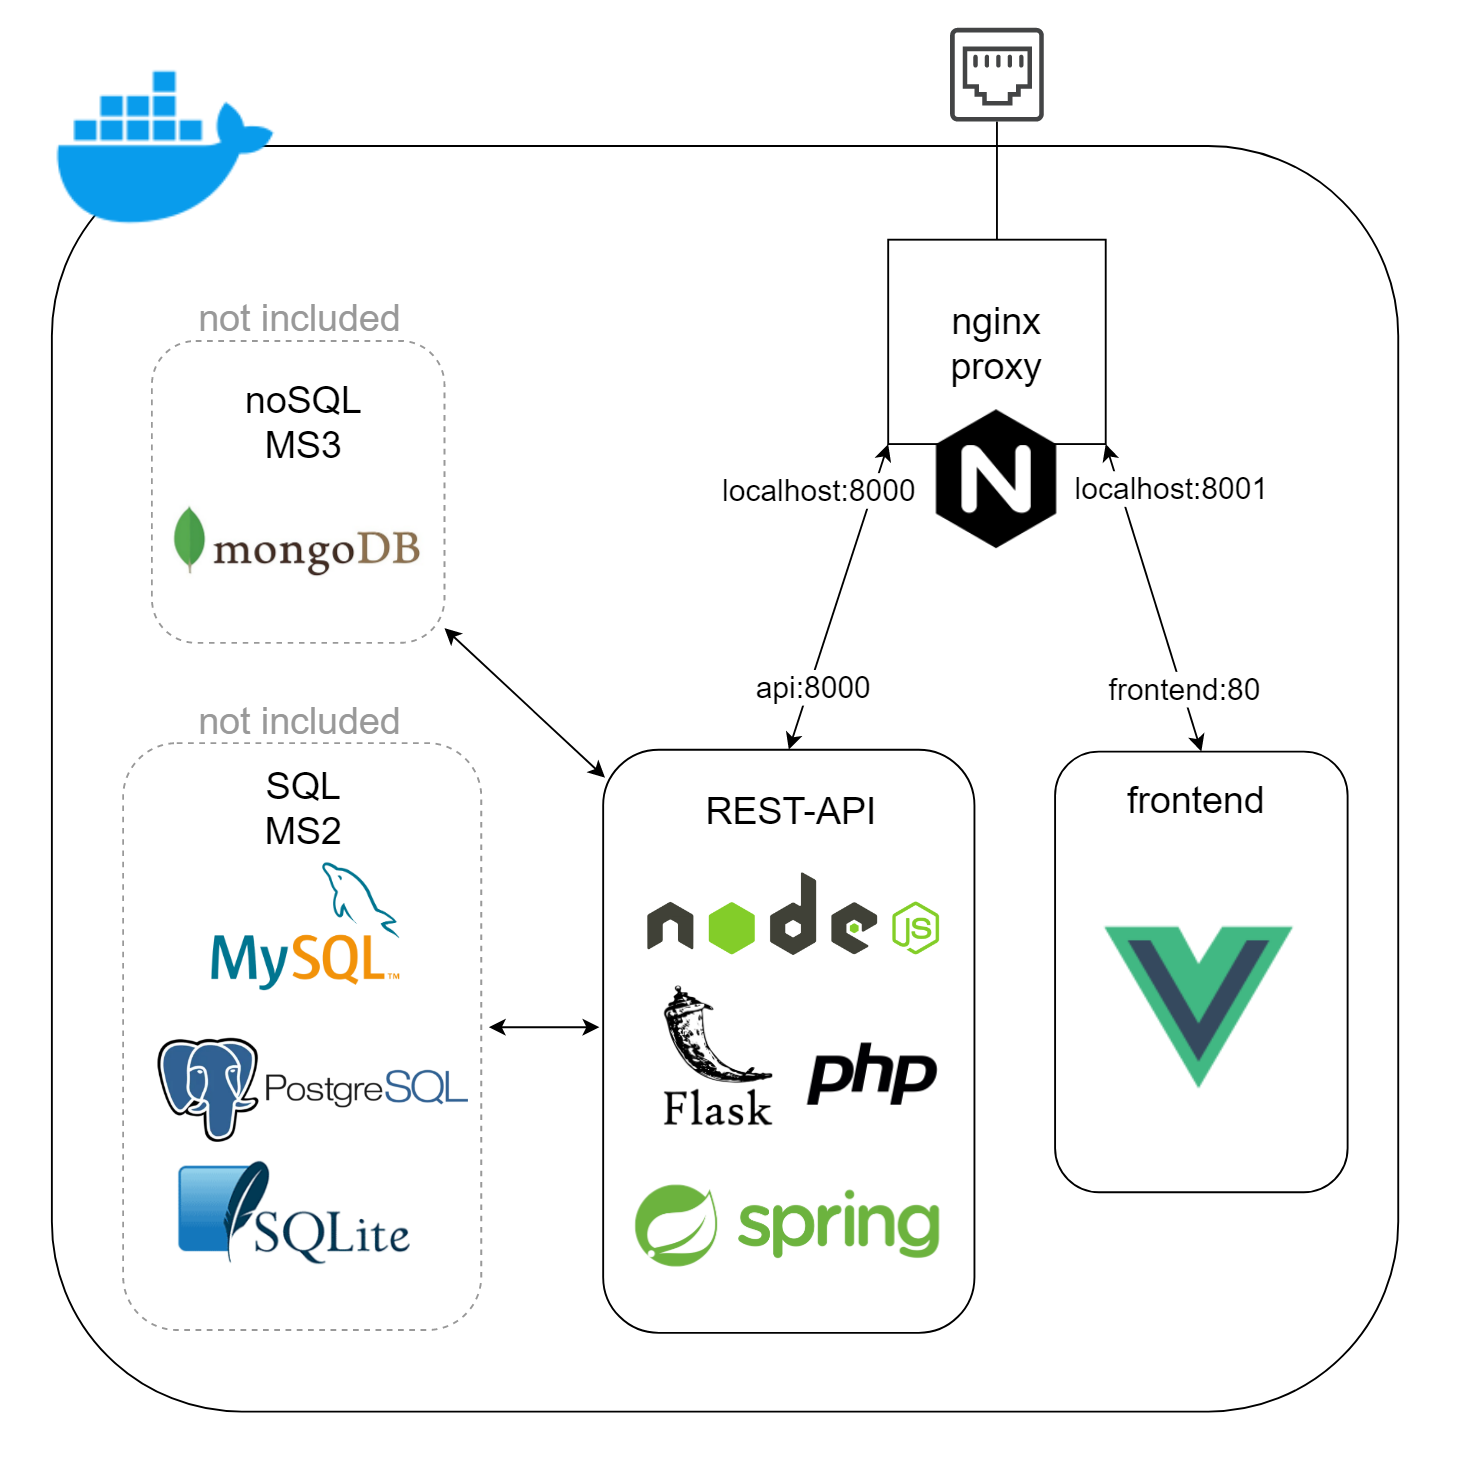 nginx
proxy
N
localhost:8000
localhost:8001
api:8000
frontend:80
not included
noSQL
MS3
mongoDB
not included
SQL
MS2
MySQL™
PostgreSQL
SQLite
REST-API
node
JS
Flask
php
spring
frontend